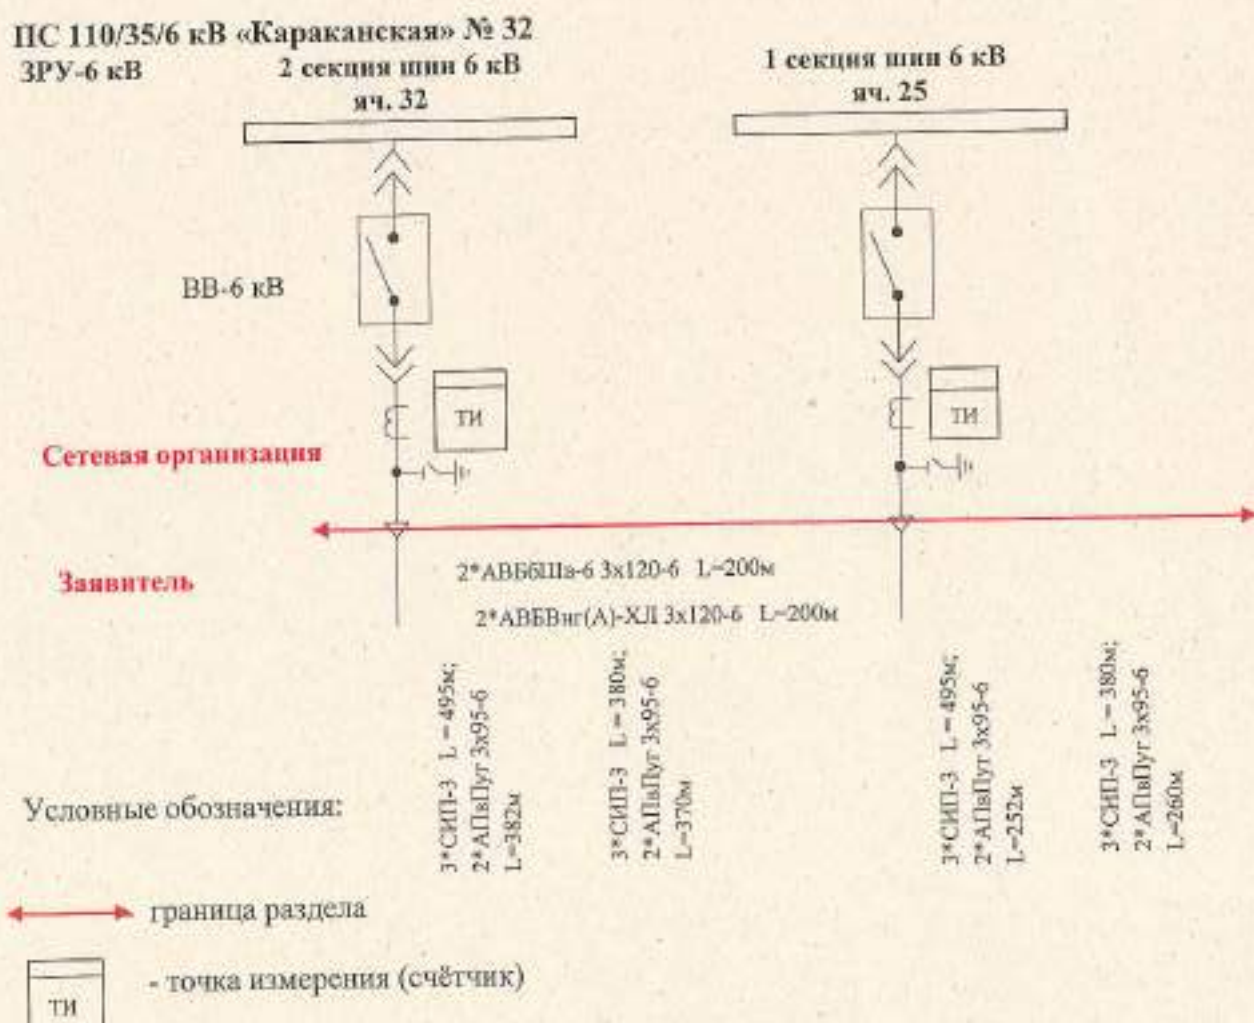 ПС 110/35/6 кВ «Караканская» № 32
ЗРУ-6 кВ
2 секция шин 6 кВ
яч. 32
1 секция шин 6 кВ
яч. 25
ВВ-6 кВ
ТИ
ТИ
Сетевая организация
Заявитель
2*АВБбШв-6 3х120-6 L=200м
2*АВБВнг(А)-ХЛ 3х120-6 L=200м
3*СИП-3 L = 495м;
2*АПвПуг 3х95-6
L=382м
3*СИП-3 L = 380м;
2*АПвПуг 3х95-6
L=370м
3*СИП-3 L = 495м;
2*АПвПуг 3х95-6
L=252м
3*СИП-3 L = 380м;
2*АПвПуг 3х95-6
L=260м
Условные обозначения:
граница раздела
ТИ
- точка измерения (счётчик)